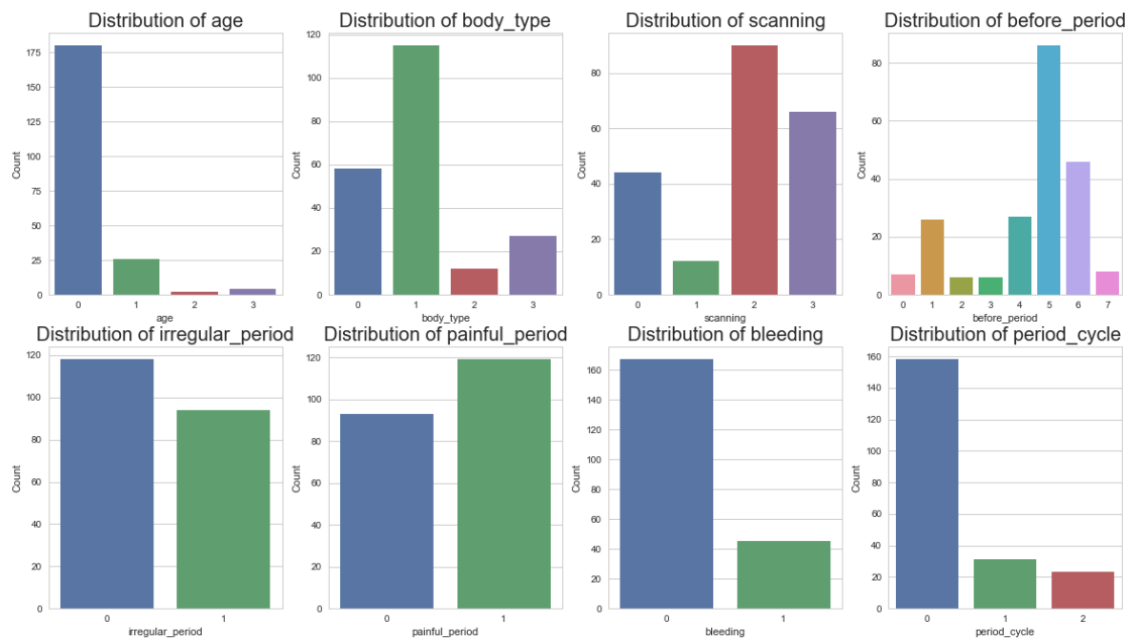 Distribution of age
Distribution of body_type
Distribution of scanning
Distribution of before_period
175
150
125
100
75
50
25
0
Count
0 1 2 3
age
120
100
80
60
40
20
0
Count
0 1 2 3
body_type
80
60
40
20
0
Count
0 1 2 3
scanning
80
60
40
20
0
Count
0 1 2 3 4 5 6 7
before_period
Distribution of irregular_period
Distribution of painful_period
Distribution of bleeding
Distribution of period_cycle
120
100
80
60
40
20
0
Count
0 1
irregular_period
120
100
80
60
40
20
0
Count
0 1
painful_period
160
140
120
100
80
60
40
20
0
Count
0 1
bleeding
160
140
120
100
80
60
40
20
0
Count
0 1 2
period_cycle